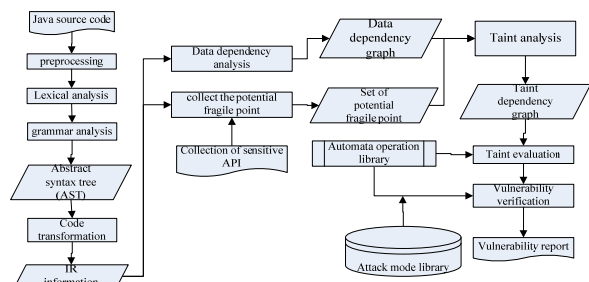 Java source code
preprocessing
Lexical analysis
grammar analysis
Abstract
syntax tree
(AST)
Code
transformation
IR
information
Data dependency
analysis
collect the potential
fragile point
Collection of sensitive
API
Data
dependency
graph
Set of
potential
fragile point
Automata operation
library
Attack mode library
Taint analysis
Taint
dependency
graph
Taint evaluation
Vulnerability
verification
Vulnerability report